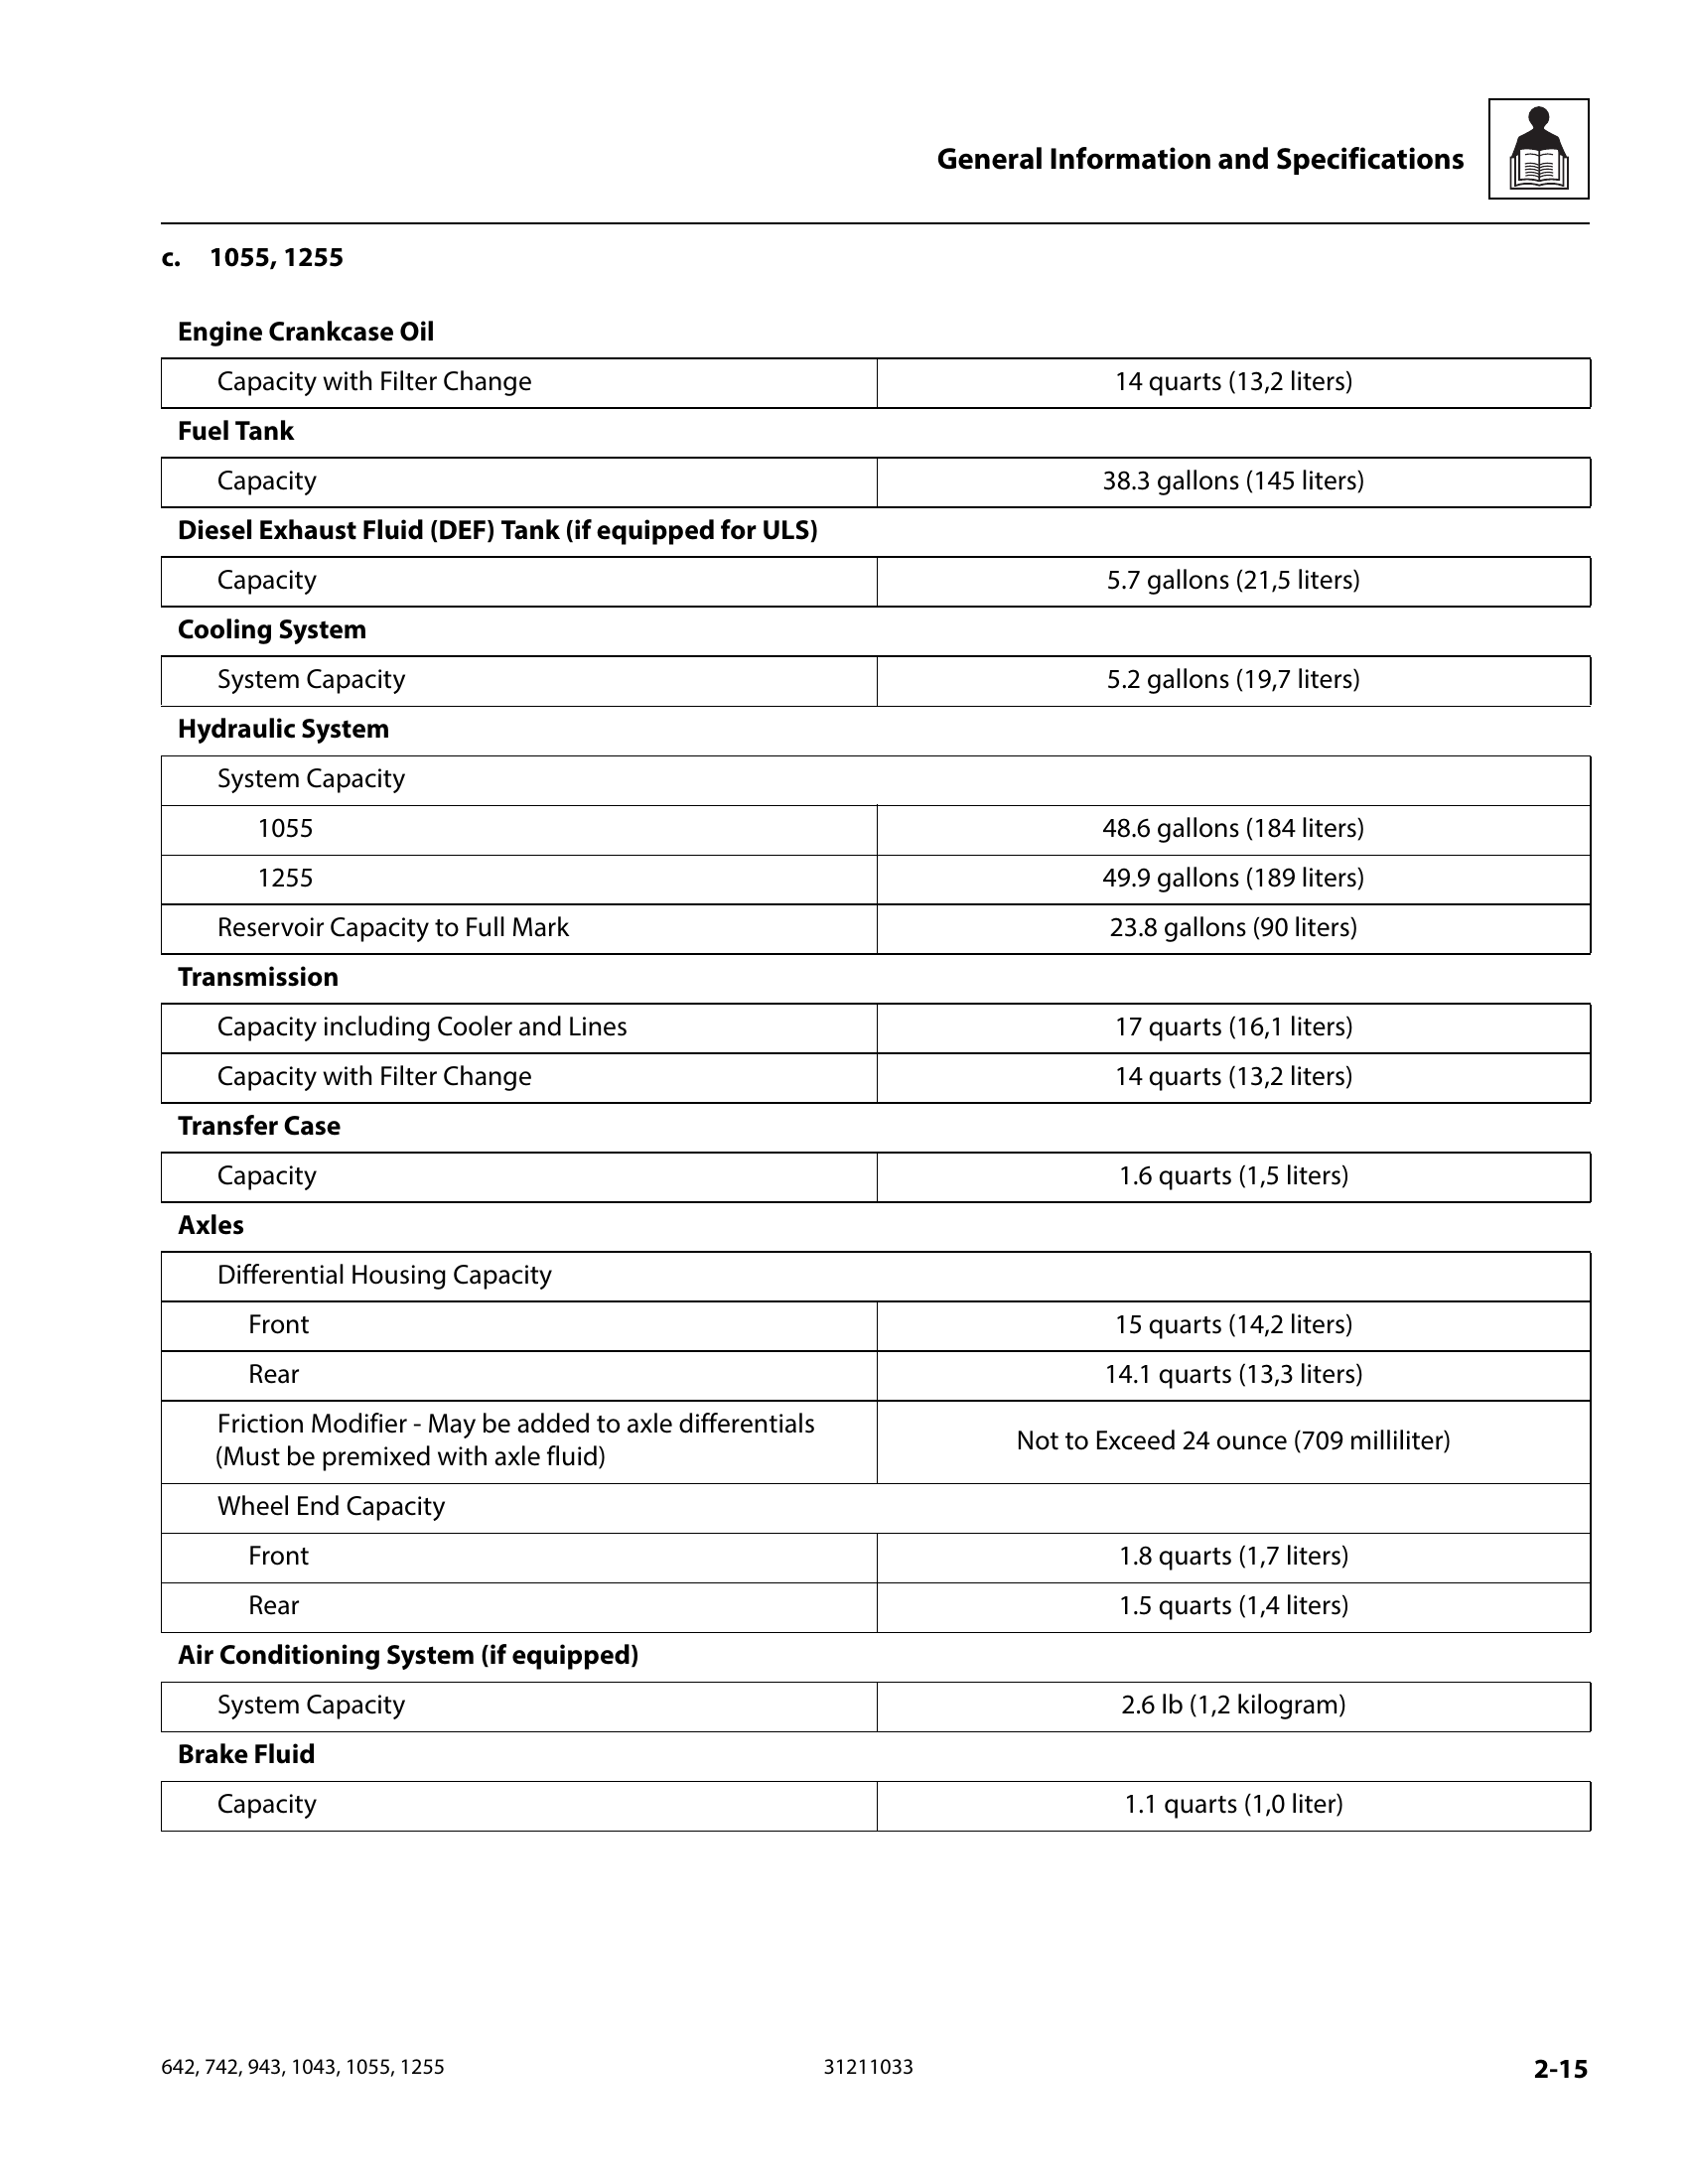 General Information and Specifications
c. 1055, 1255
Engine Crankcase Oil
Capacity with Filter Change 14 quarts (13,2 liters)
Fuel Tank
Capacity 38.3 gallons (145 liters)
Diesel Exhaust Fluid (DEF) Tank (if equipped for ULS)
Capacity 5.7 gallons (21,5 liters)
Cooling System
System Capacity 5.2 gallons (19,7 liters)
Hydraulic System
System Capacity
1055 48.6 gallons (184 liters)
1255 49.9 gallons (189 liters)
Reservoir Capacity to Full Mark 23.8 gallons (90 liters)
Transmission
Capacity including Cooler and Lines 17 quarts (16,1 liters)
Capacity with Filter Change 14 quarts (13,2 liters)
Transfer Case
Capacity 1.6 quarts (1,5 liters)
Axles
Differential Housing Capacity
Front 15 quarts (14,2 liters)
Rear 14.1 quarts (13,3 liters)
Friction Modifier - May be added to axle differentials
(Must be premixed with axle fluid) Not to Exceed 24 ounce (709 milliliter)
Wheel End Capacity
Front 1.8 quarts (1,7 liters)
Rear 1.5 quarts (1,4 liters)
Air Conditioning System (if equipped)
System Capacity 2.6 lb (1,2 kilogram)
Brake Fluid
Capacity 1.1 quarts (1,0 liter)
642, 742, 943, 1043, 1055, 1255 31211033 2-15